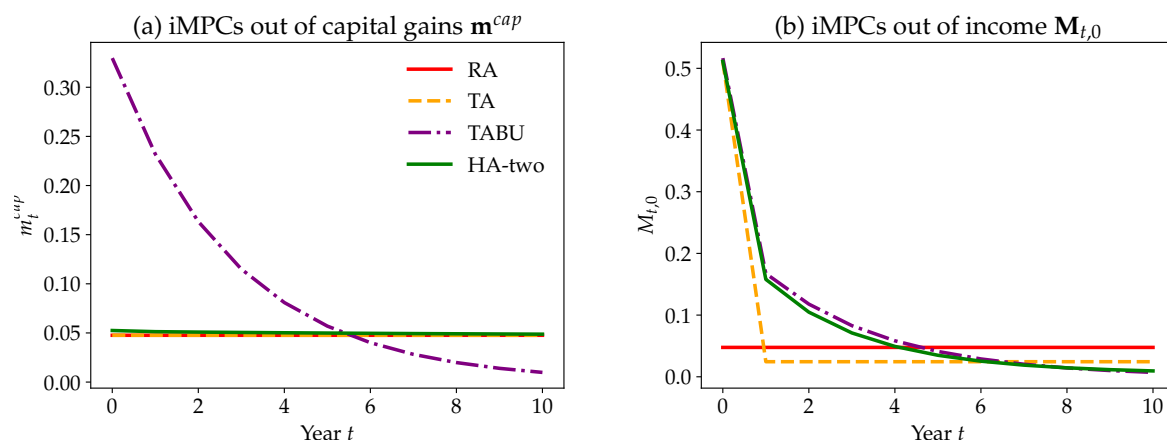 (a) iMPCs out of capital gains m^cap
0.30
0.25
0.20
0.15
0.10
0.05
0.00
m_t^cap
0 2 4 6 8 10
Year t
RA
TA
TABU
HA-two
(b) iMPCs out of income M_{t,0}
0.5
0.4
0.3
0.2
0.1
0.0
M_{t,0}
0 2 4 6 8 10
Year t